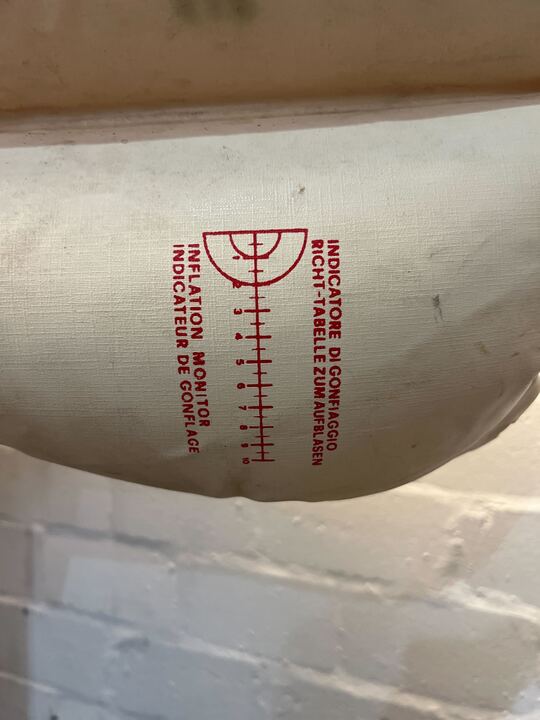 INDICATORE DI GONFIAGGIO
RICHT-TABELLE ZUM AUFBLASEN
1 2 3 4 5 6 7 8 9 10
INFLATION MONITOR
INDICATEUR DE GONFLAGE